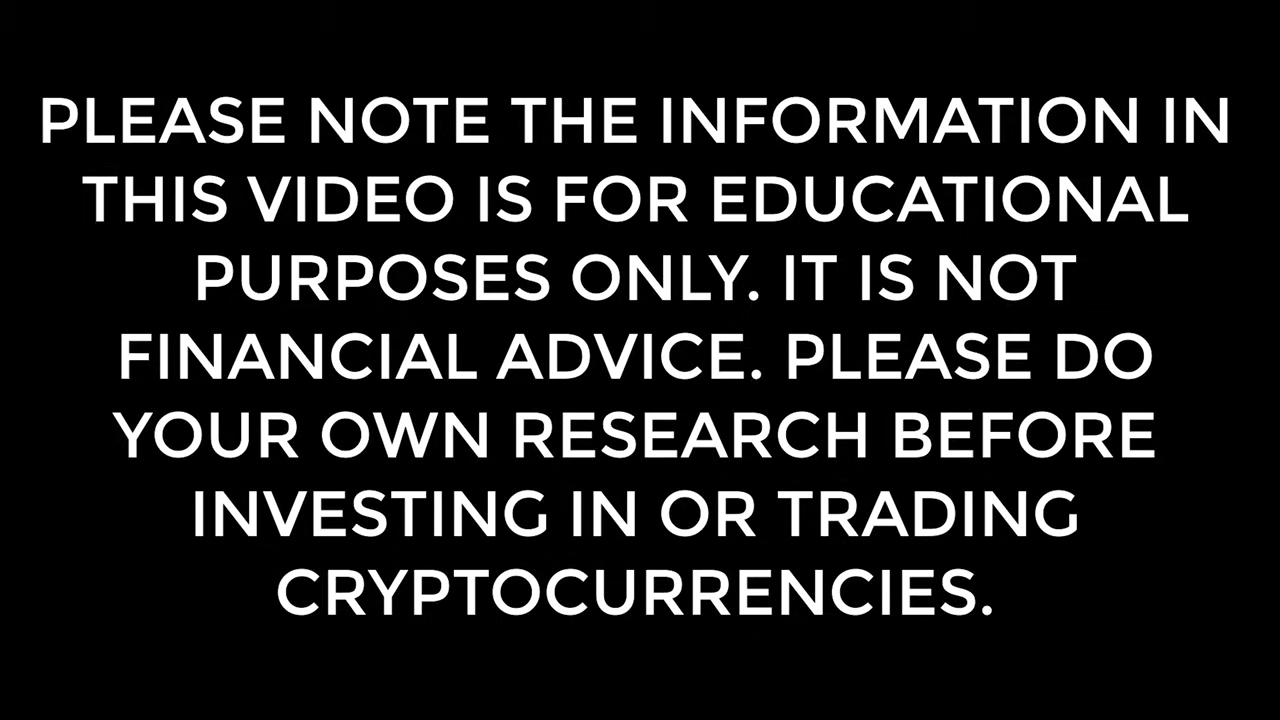 PLEASE NOTE THE INFORMATION IN
THIS VIDEO IS FOR EDUCATIONAL
PURPOSES ONLY. IT IS NOT
FINANCIAL ADVICE. PLEASE DO
YOUR OWN RESEARCH BEFORE
INVESTING IN OR TRADING
CRYPTOCURRENCIES.